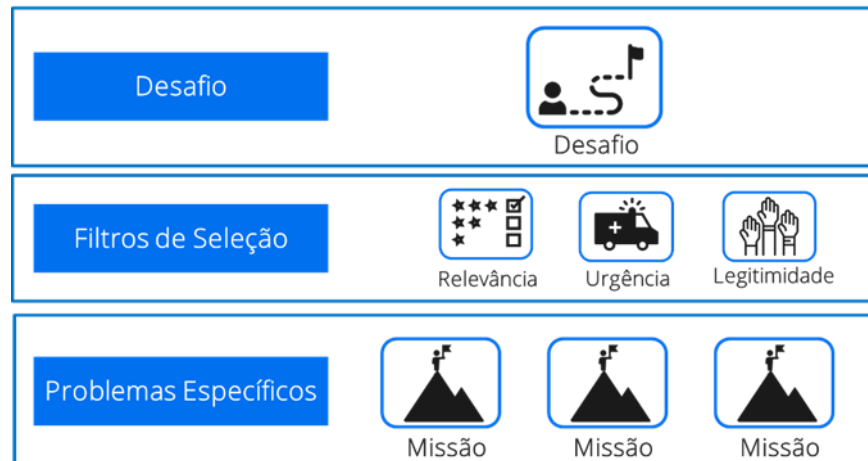 Desafio
Desafio
Filtros de Seleção
Relevância
Urgência
Legitimidade
Problemas Específicos
Missão
Missão
Missão